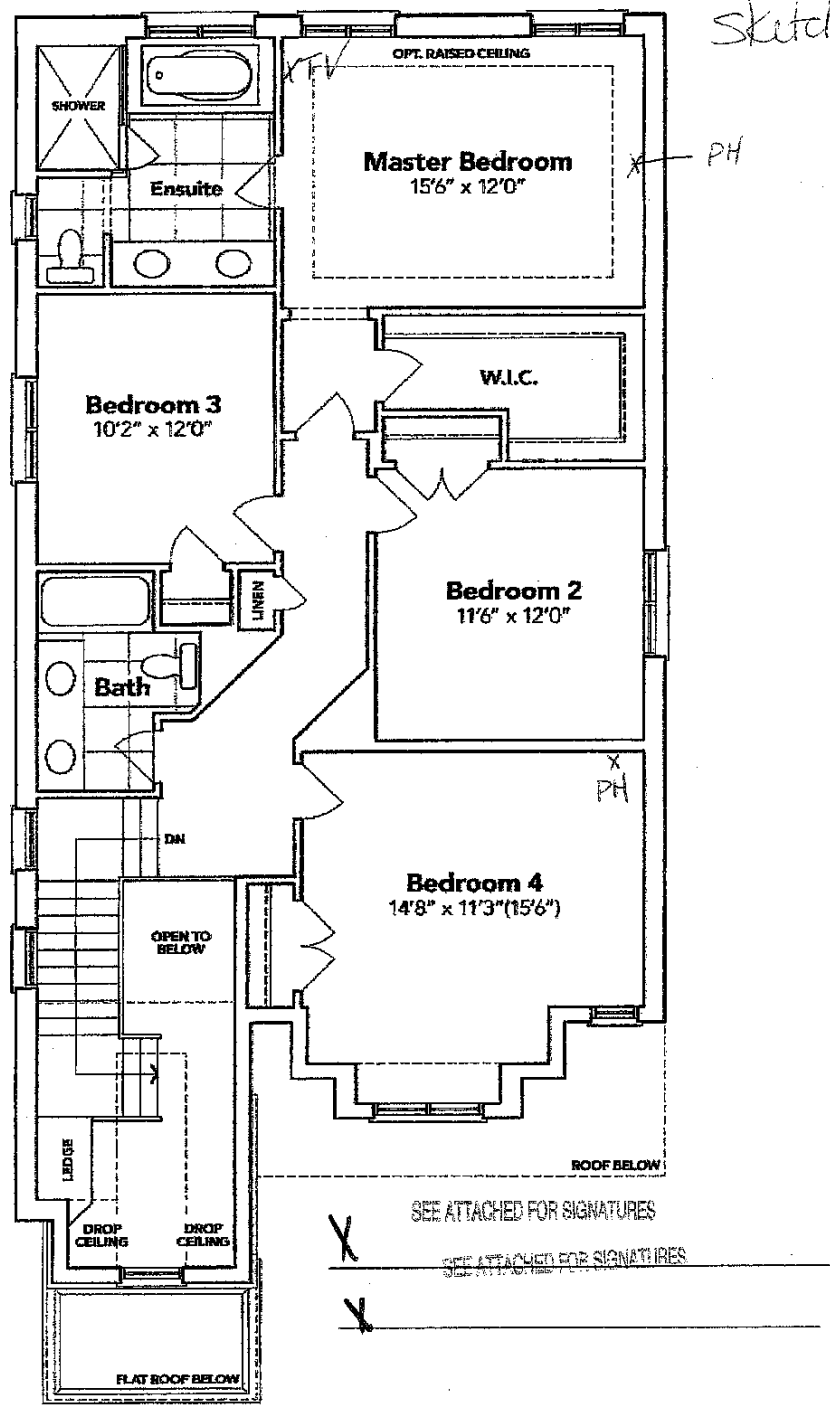 Sketch
OPT. RAISED CEILING
XTV
SHOWER
Master Bedroom
15'6" x 12'0"
X PH
Ensuite
W.I.C.
Bedroom 3
10'2" x 12'0"
LINEN
Bedroom 2
11'6" x 12'0"
Bath
X
PH
DN
Bedroom 4
14'8" x 11'3"(15'6")
OPEN TO
BELOW
LEDGE
ROOF BELOW
DROP
CEILING
DROP
CEILING
SEE ATTACHED FOR SIGNATURES
X
SEE ATTACHED FOR SIGNATURES
X
FLAT ROOF BELOW